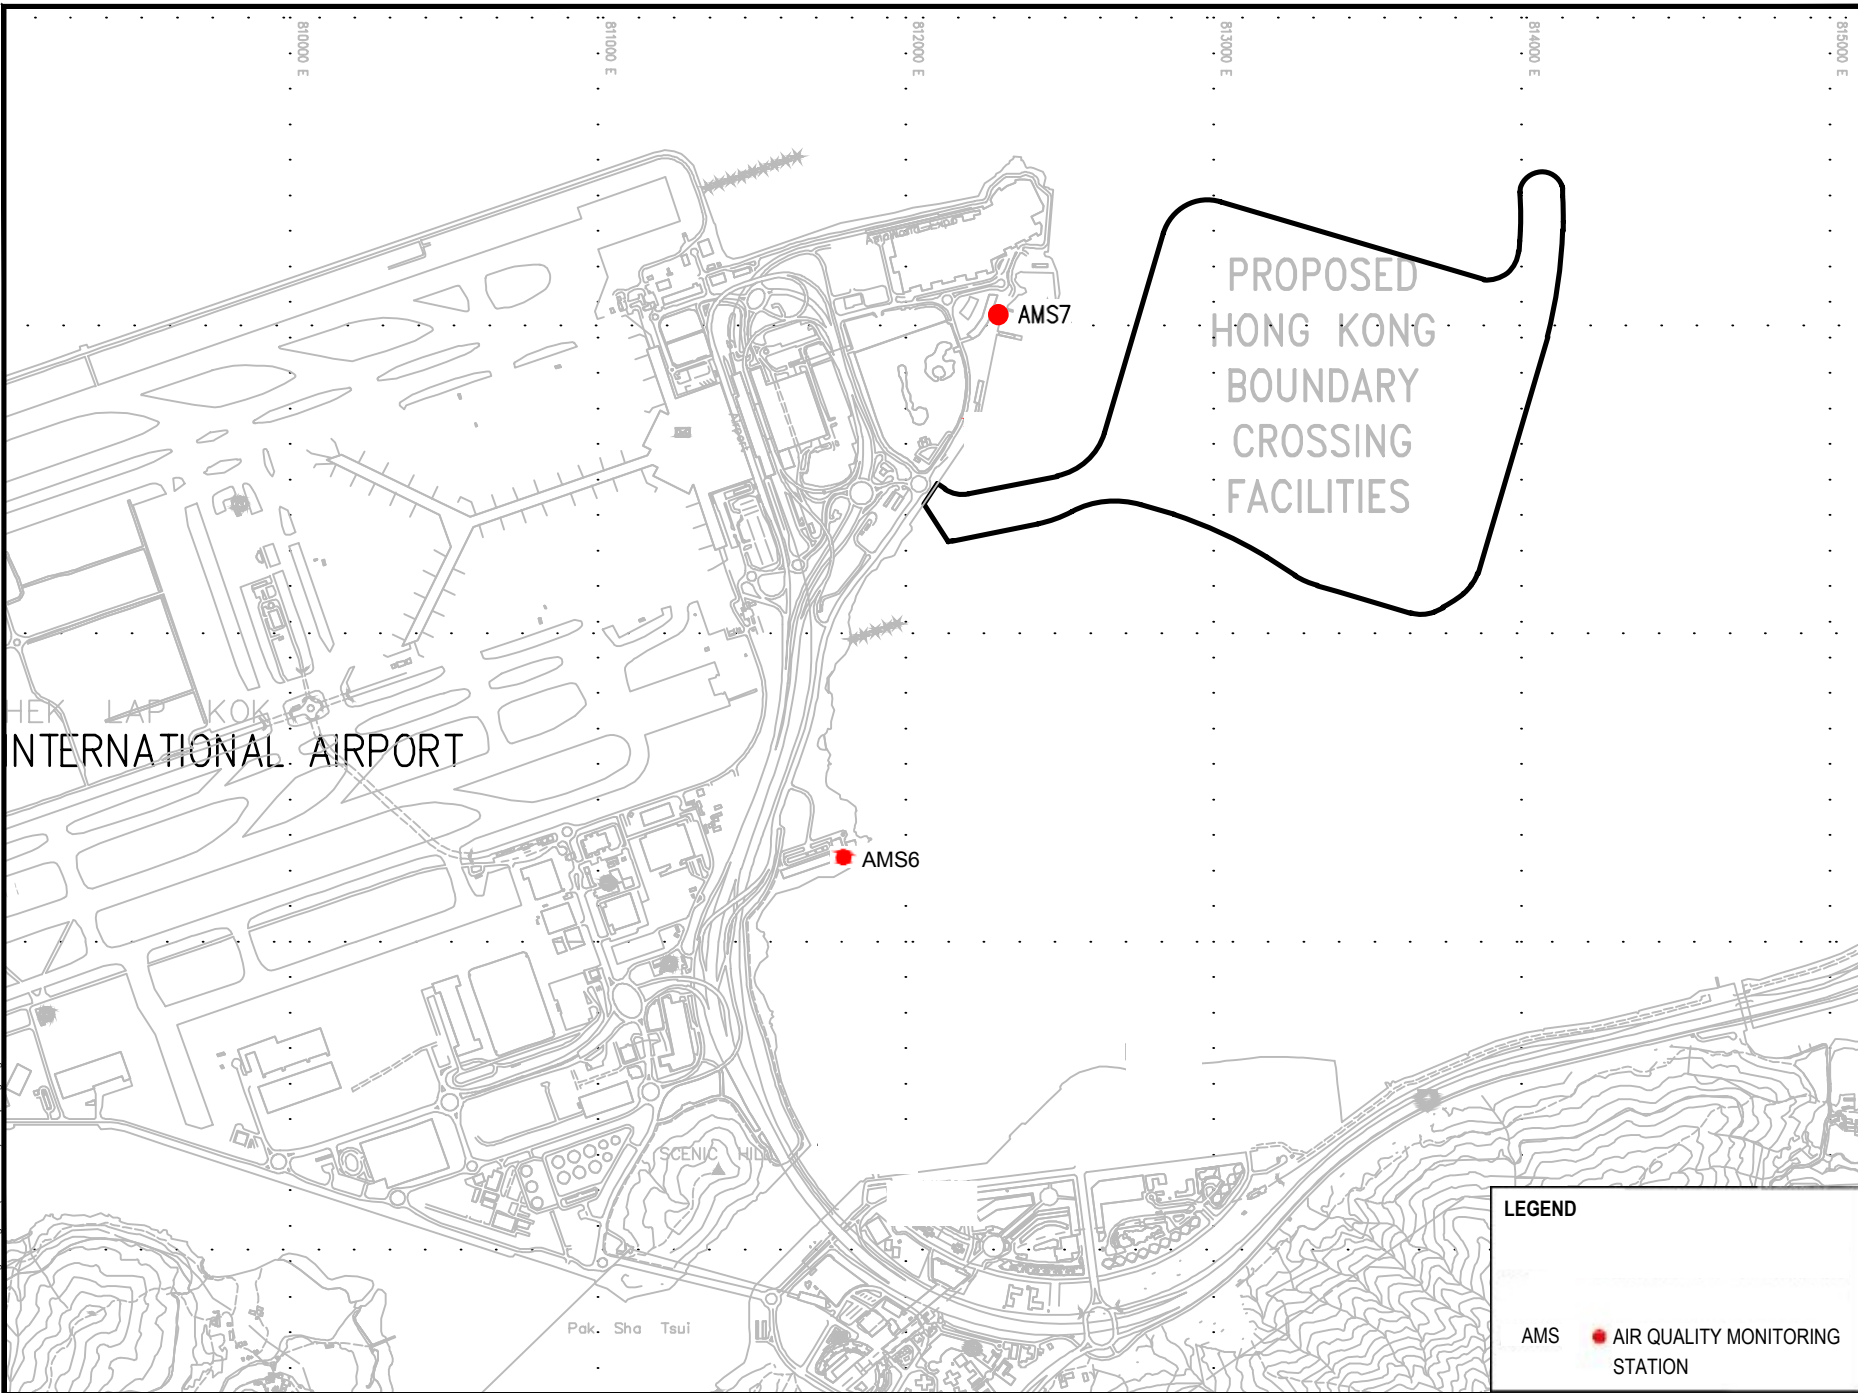 810000 E
811000 E
812000 E
813000 E
814000 E
815000 E
PROPOSED
HONG KONG
BOUNDARY
CROSSING
FACILITIES
AMS7
Airport
HEK LAP KOK
INTERNATIONAL AIRPORT
AMS6
SCENIC HILL
Pak Sha Tsui
LEGEND
AMS AIR QUALITY MONITORING
STATION